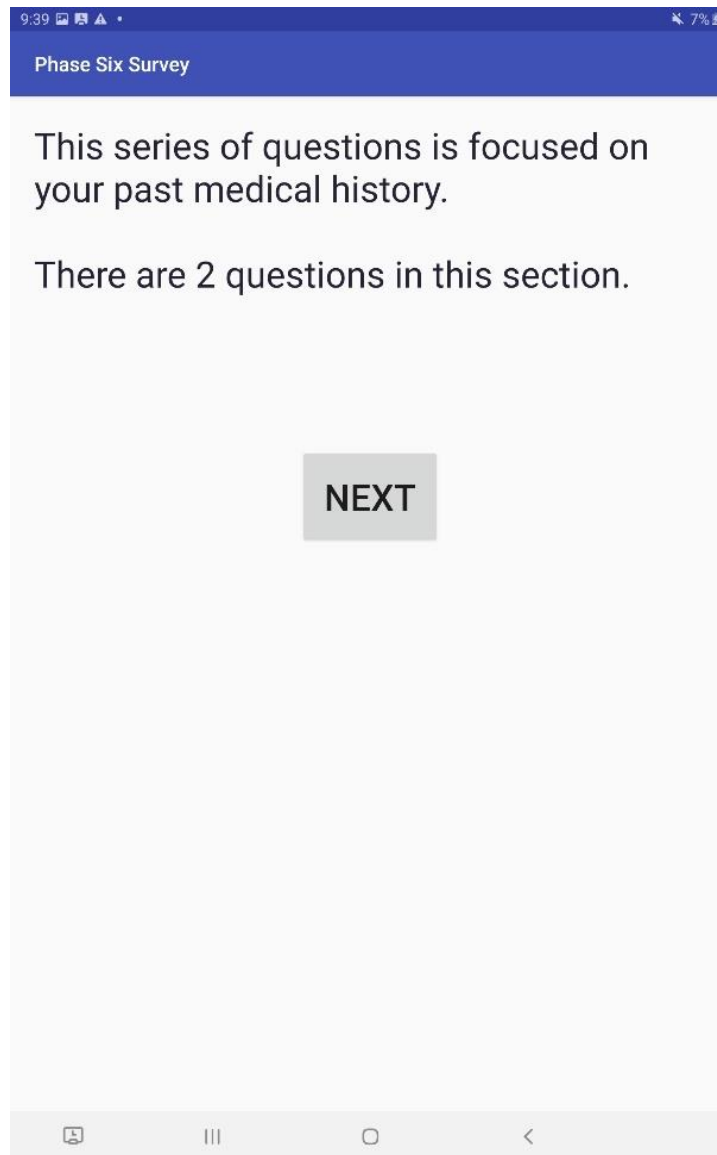 9:39
7%
Phase Six Survey
This series of questions is focused on
your past medical history.
There are 2 questions in this section.
NEXT